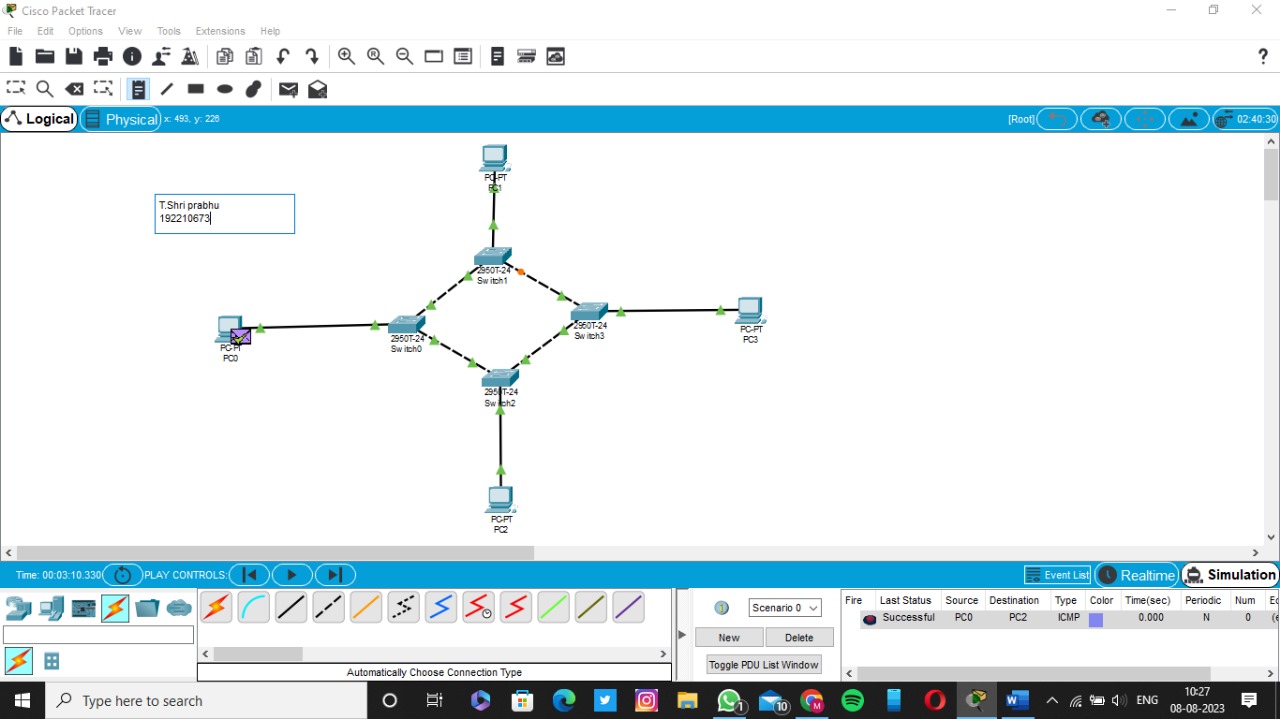 Cisco Packet Tracer
File Edit Options View Tools Extensions Help
?
Logical Physical x: 493, y: 226 [Root] 02:40:30
PC-PT
PC1
T.Shri prabhu
192210673
2950T-24
Switch1
2950T-24
Switch3
PC-PT
PC3
2950T-24
Switch0
PC-PT
PC0
2950T-24
Switch2
PC-PT
PC2
Time: 00:03:10.330 PLAY CONTROLS: Event List Realtime Simulation
Scenario 0
New Delete
Toggle PDU List Window
Fire Last Status Source Destination Type Color Time(sec) Periodic Num
Successful PC0 PC2 ICMP 0.000 N 0
Automatically Choose Connection Type
Type here to search
1 10 M W ENG 10:27
08-08-2023